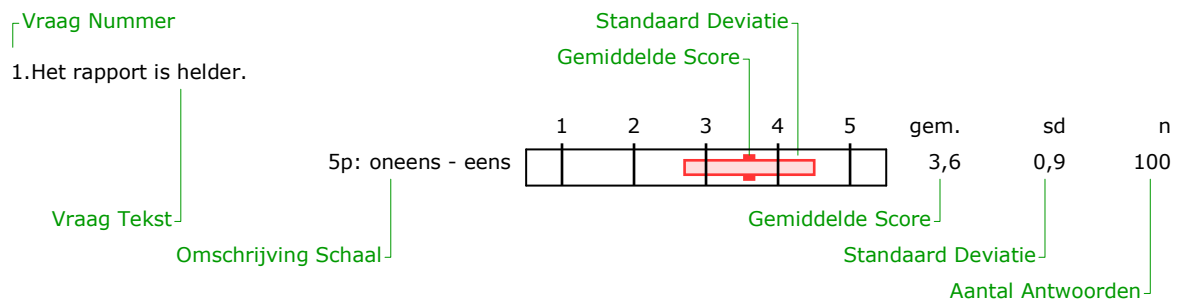 Vraag Nummer
Standaard Deviatie
Gemiddelde Score
1.Het rapport is helder.
1 2 3 4 5 gem. sd n
5p: oneens - eens 3,6 0,9 100
Vraag Tekst
Gemiddelde Score
Omschrijving Schaal
Standaard Deviatie
Aantal Antwoorden